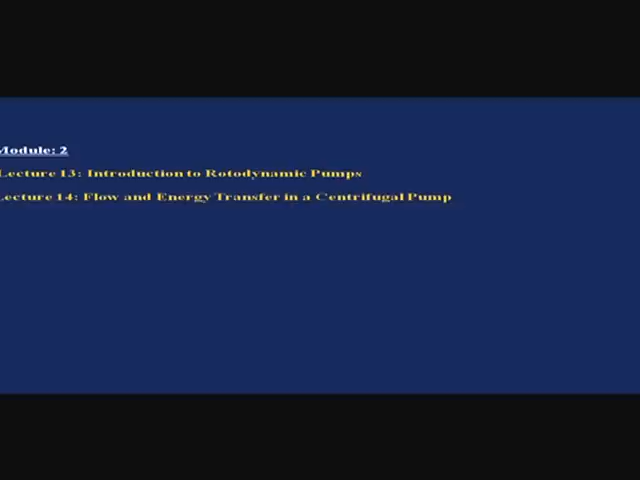 Module: 2
Lecture 13: Introduction to Rotodynamic Pumps
Lecture 14: Flow and Energy Transfer in a Centrifugal Pump